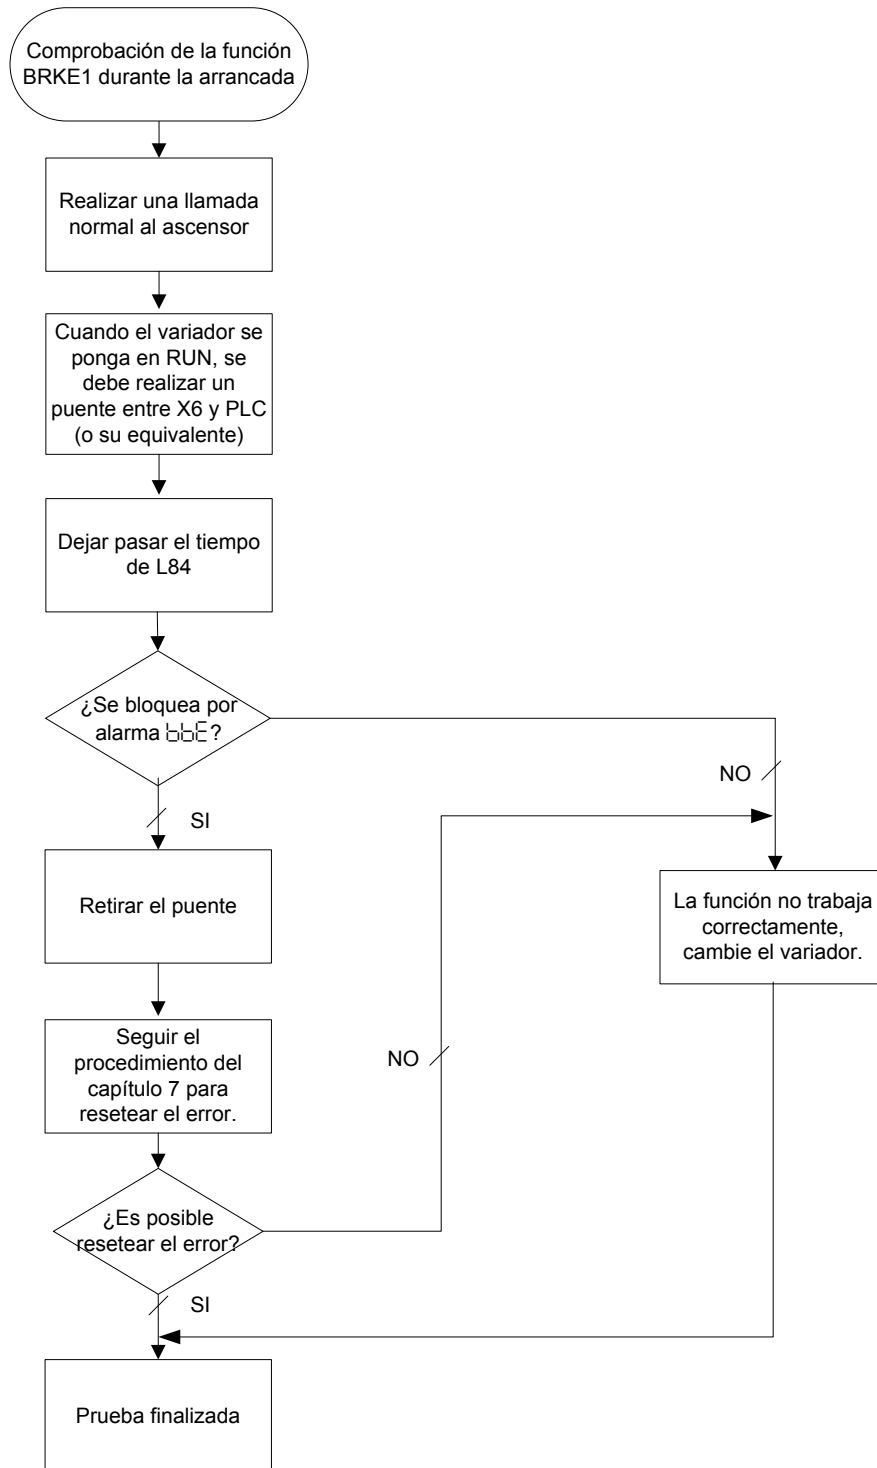 Comprobación de la función
BRKE1 durante la arrancada
Realizar una llamada
normal al ascensor
Cuando el variador se
ponga en RUN, se
debe realizar un
puente entre X6 y PLC
(o su equivalente)
Dejar pasar el tiempo
de L84
¿Se bloquea por
alarma bbE?
NO
SI
Retirar el puente
La función no trabaja
correctamente,
cambie el variador.
Seguir el
procedimiento del
capítulo 7 para
resetear el error.
NO
¿Es posible
resetear el error?
SI
Prueba finalizada